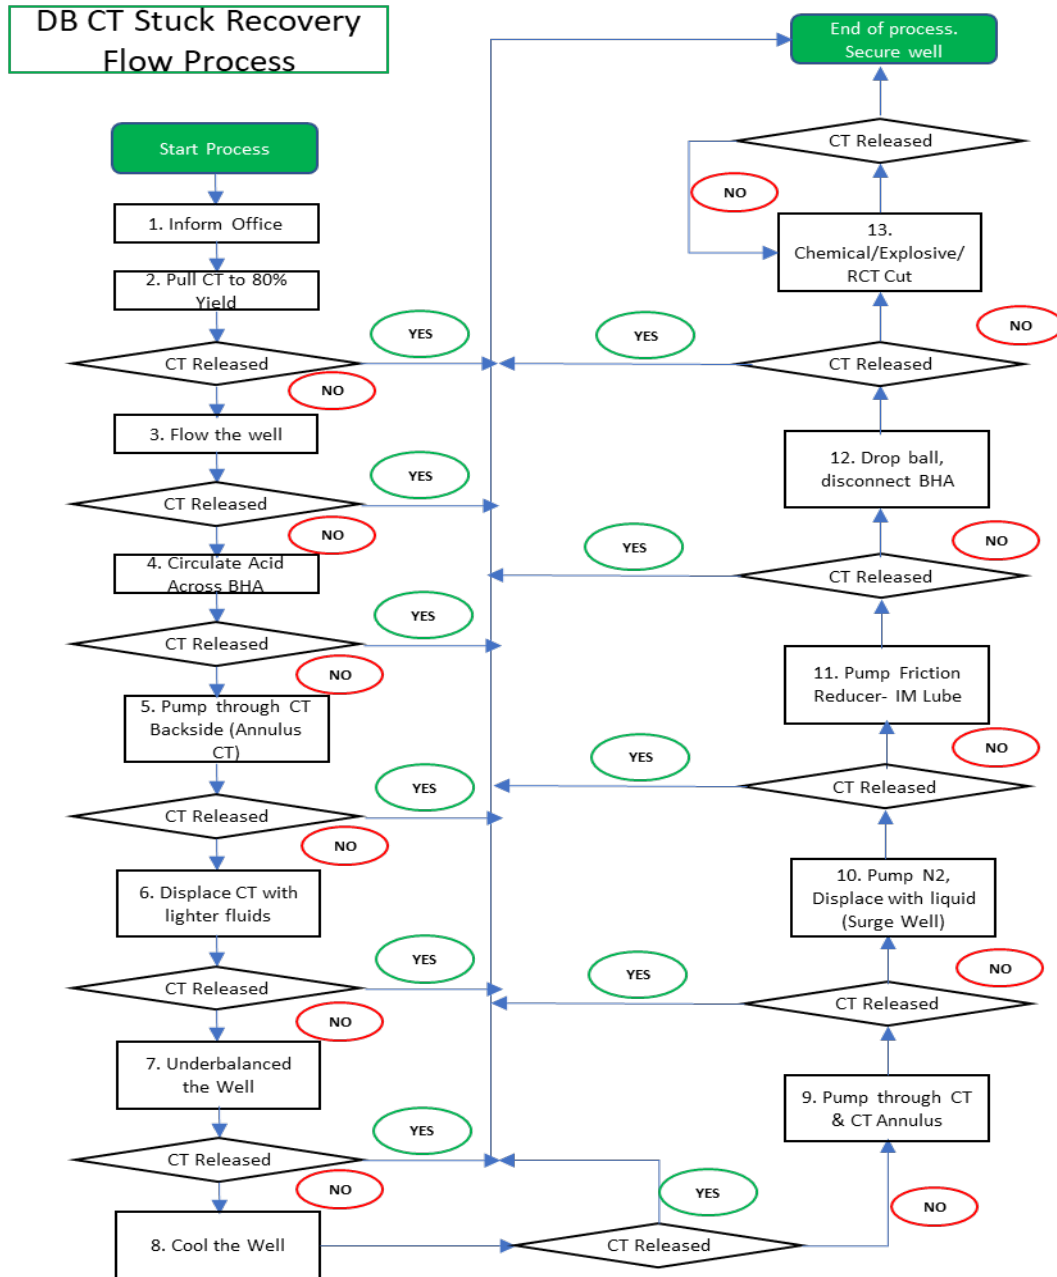 DB CT Stuck Recovery
Flow Process
Start Process
1. Inform Office
2. Pull CT to 80%
Yield
YES
CT Released
NO
3. Flow the well
YES
CT Released
NO
4. Circulate Acid
Across BHA
YES
CT Released
NO
5. Pump through CT
Backside (Annulus
CT)
YES
CT Released
NO
6. Displace CT with
lighter fluids
YES
CT Released
NO
7. Underbalanced
the Well
YES
CT Released
NO
8. Cool the Well
YES
CT Released
NO
9. Pump through CT
& CT Annulus
YES
CT Released
NO
10. Pump N2,
Displace with liquid
(Surge Well)
YES
CT Released
NO
11. Pump Friction
Reducer- IM Lube
YES
CT Released
NO
12. Drop ball,
disconnect BHA
YES
CT Released
NO
13.
Chemical/Explosive/
RCT Cut
NO
CT Released
End of process.
Secure well